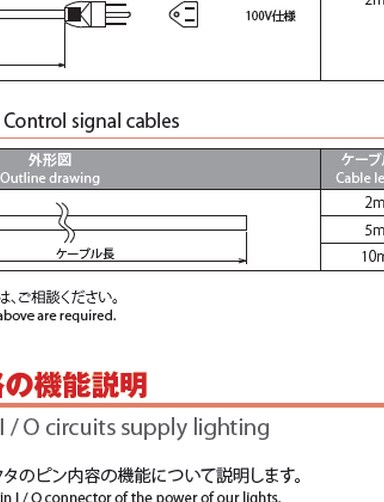 2m
100V仕様
Control signal cables
外形図
ケーブル
Outline drawing
Cable le
2m
5m
ケーブル長
10m
は、ご相談ください。
above are required.
の機能説明
I / O circuits supply lighting
タのピン内容の機能について説明します。
in I / O connector of the power of our lights.